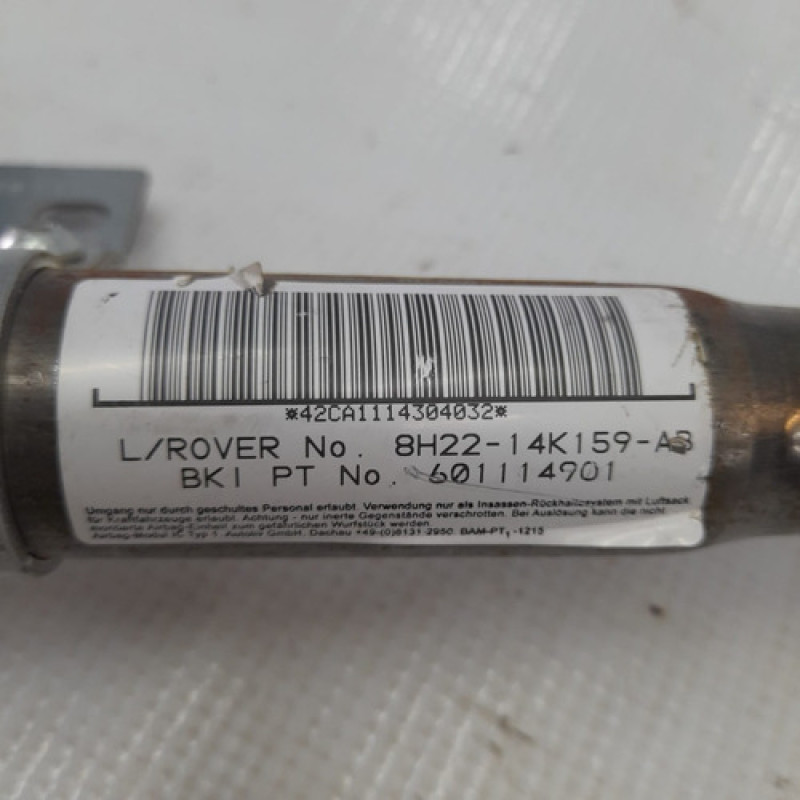 *42CA1114304032*
L/ROVER No. 8H22-14K159-AB
BKI PT No. 601114901
Umgang nur durch geschultes Personal erlaubt. Verwendung nur als Insassen-Rückhaltesystem mit Luftsack
für Kraftfahrzeuge erlaubt. Achtung - nur inerte Gegenstände verschrotten. Bei Auslösung kann die nicht
montierte Airbag-Einheit zum gefährlichen Wurfstück werden.
Airbag-Modul IC Typ 1. Autoliv GmbH. Dachau +49-(0)8131-2950. BAM-PT₁-1215